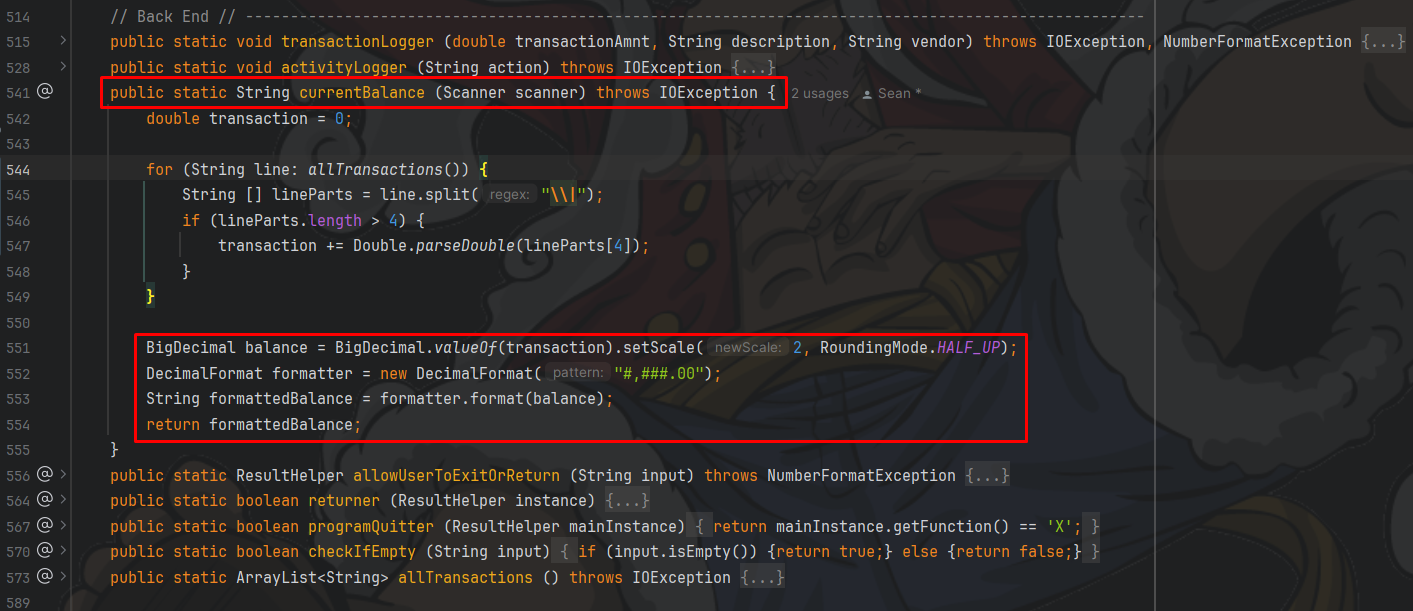 514 // Back End // ----------------------------------------------------------------------------------------------------
515 public static void transactionLogger (double transactionAmnt, String description, String vendor) throws IOException, NumberFormatException {...}
528 public static void activityLogger (String action) throws IOException {...}
541 @ public static String currentBalance (Scanner scanner) throws IOException { 2 usages Sean *
542 double transaction = 0;
543
544 for (String line: allTransactions()) {
545 String [] lineParts = line.split( regex: "\\|");
546 if (lineParts.length > 4) {
547 transaction += Double.parseDouble(lineParts[4]);
548 }
549 }
550
551 BigDecimal balance = BigDecimal.valueOf(transaction).setScale( newScale: 2, RoundingMode.HALF_UP);
552 DecimalFormat formatter = new DecimalFormat( pattern: "#,###.00");
553 String formattedBalance = formatter.format(balance);
554 return formattedBalance;
555 }
556 @ public static ResultHelper allowUserToExitOrReturn (String input) throws NumberFormatException {...}
564 @ public static boolean returner (ResultHelper instance) {...}
567 @ public static boolean programQuitter (ResultHelper mainInstance) { return mainInstance.getFunction() == 'X'; }
570 @ public static boolean checkIfEmpty (String input) { if (input.isEmpty()) {return true;} else {return false;} }
573 @ public static ArrayList<String> allTransactions () throws IOException {...}
589